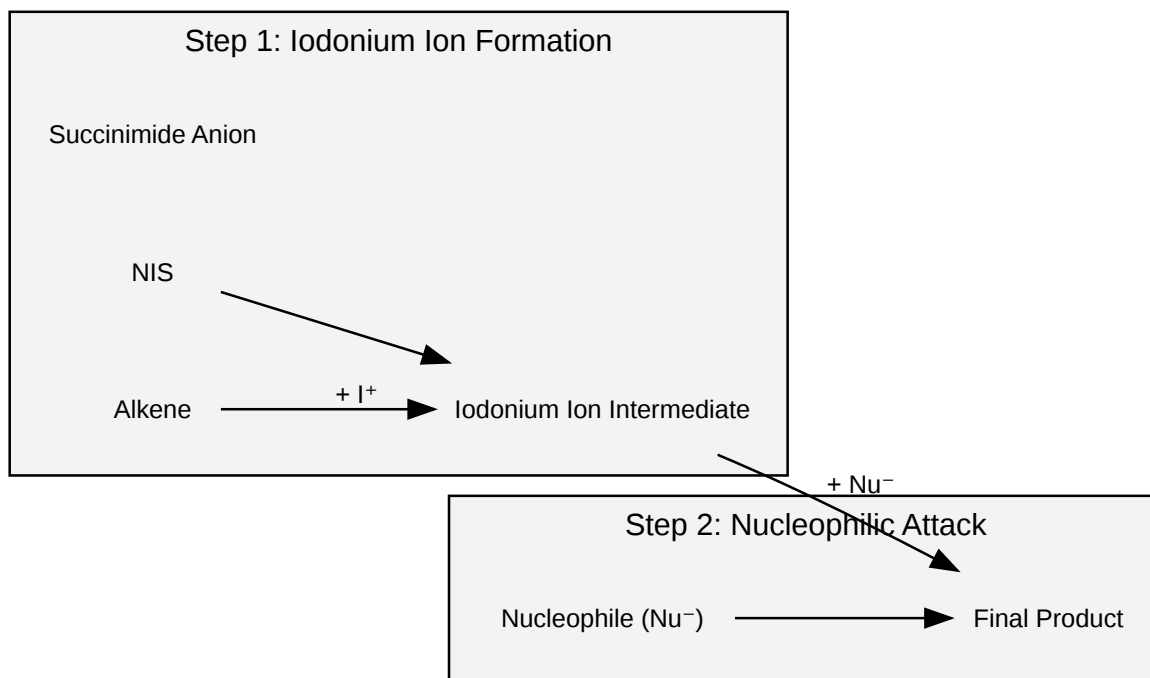 Step 1: Iodonium Ion Formation
Succinimide Anion
NIS
Alkene
+ I⁺
Iodonium Ion Intermediate
+ Nu⁻
Step 2: Nucleophilic Attack
Nucleophile (Nu⁻)
Final Product